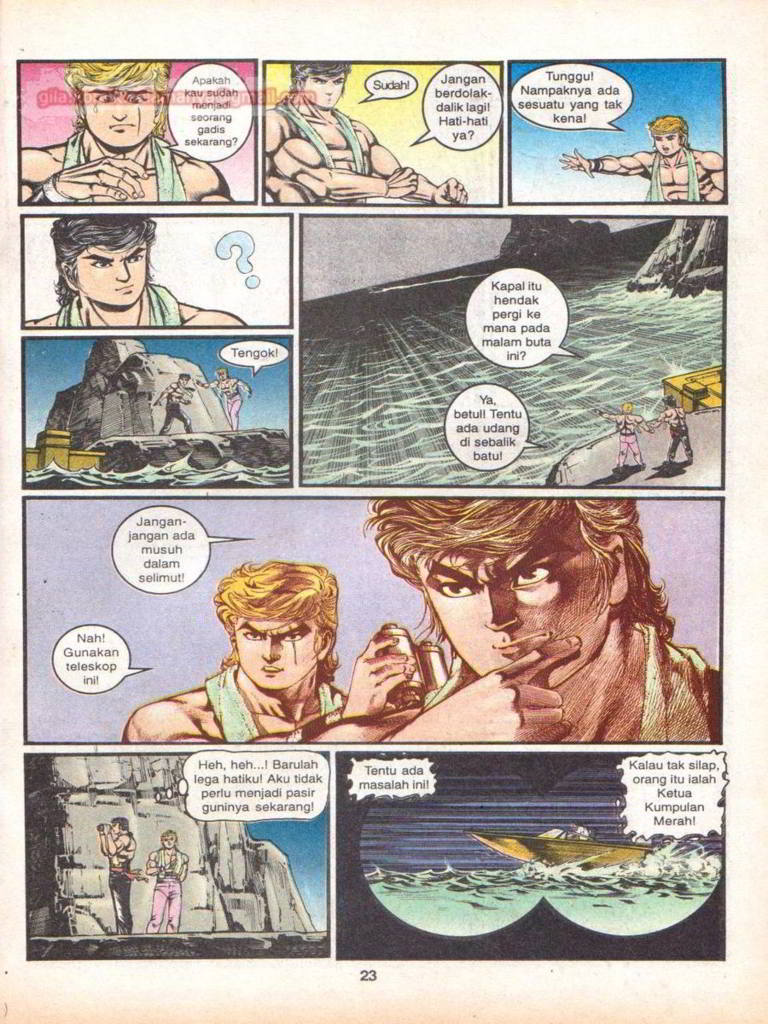 Apakah
kau sudah
menjadi
seorang
gadis
sekarang?
Sudah!
Jangan
berdolak-
dalik lagi!
Hati-hati
ya?
Tunggu!
Nampaknya ada
sesuatu yang tak
kena!
?
Tengok!
Kapal itu
hendak
pergi ke
mana pada
malam buta
ini?
Ya,
betul! Tentu
ada udang
di sebalik
batu!
Jangan-
jangan ada
musuh
dalam
selimut!
Nah!
Gunakan
teleskop
ini!
Heh, heh...! Barulah
lega hatiku! Aku tidak
perlu menjadi pasir
guninya sekarang!
Tentu ada
masalah ini!
Kalau tak silap,
orang itu ialah
Ketua
Kumpulan
Merah!
23